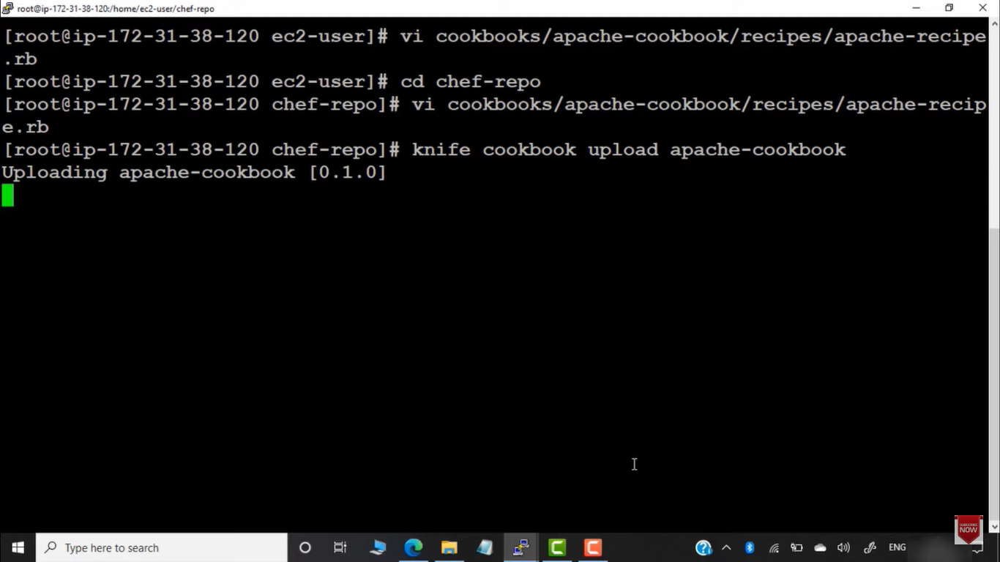 root@ip-172-31-38-120:/home/ec2-user/chef-repo
[root@ip-172-31-38-120 ec2-user]# vi cookbooks/apache-cookbook/recipes/apache-recipe
.rb
[root@ip-172-31-38-120 ec2-user]# cd chef-repo
[root@ip-172-31-38-120 chef-repo]# vi cookbooks/apache-cookbook/recipes/apache-recip
e.rb
[root@ip-172-31-38-120 chef-repo]# knife cookbook upload apache-cookbook
Uploading apache-cookbook [0.1.0]
SUBSCRIBE
NOW
Type here to search
ENG